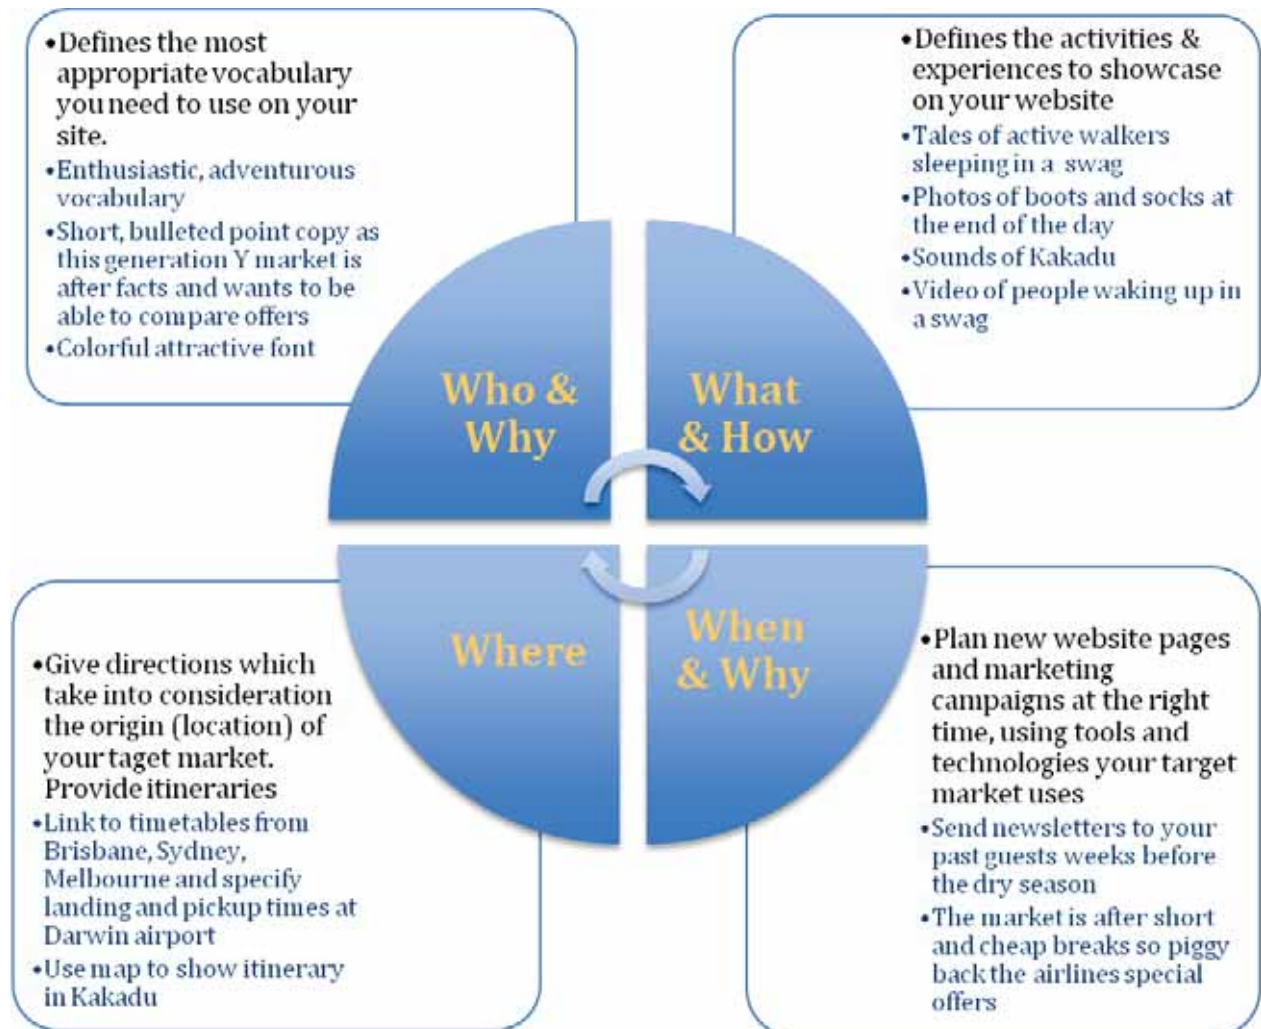 •Defines the most
appropriate vocabulary
you need to use on your
site.
•Enthusiastic, adventurous
vocabulary
•Short, bulleted point copy as
this generation Y market is
after facts and wants to be
able to compare offers
•Colorful attractive font
•Defines the activities &
experiences to showcase
on your website
•Tales of active walkers
sleeping in a swag
•Photos of boots and socks at
the end of the day
•Sounds of Kakadu
•Video of people waking up in
a swag
Who &
Why
What
& How
Where
When
& Why
•Give directions which
take into consideration
the origin (location) of
your taget market.
Provide itineraries
•Link to timetables from
Brisbane, Sydney,
Melbourne and specify
landing and pickup times at
Darwin airport
•Use map to show itinerary
in Kakadu
•Plan new website pages
and marketing
campaigns at the right
time, using tools and
technologies your target
market uses
•Send newsletters to your
past guests weeks before
the dry season
•The market is after short
and cheap breaks so piggy
back the airlines special
offers